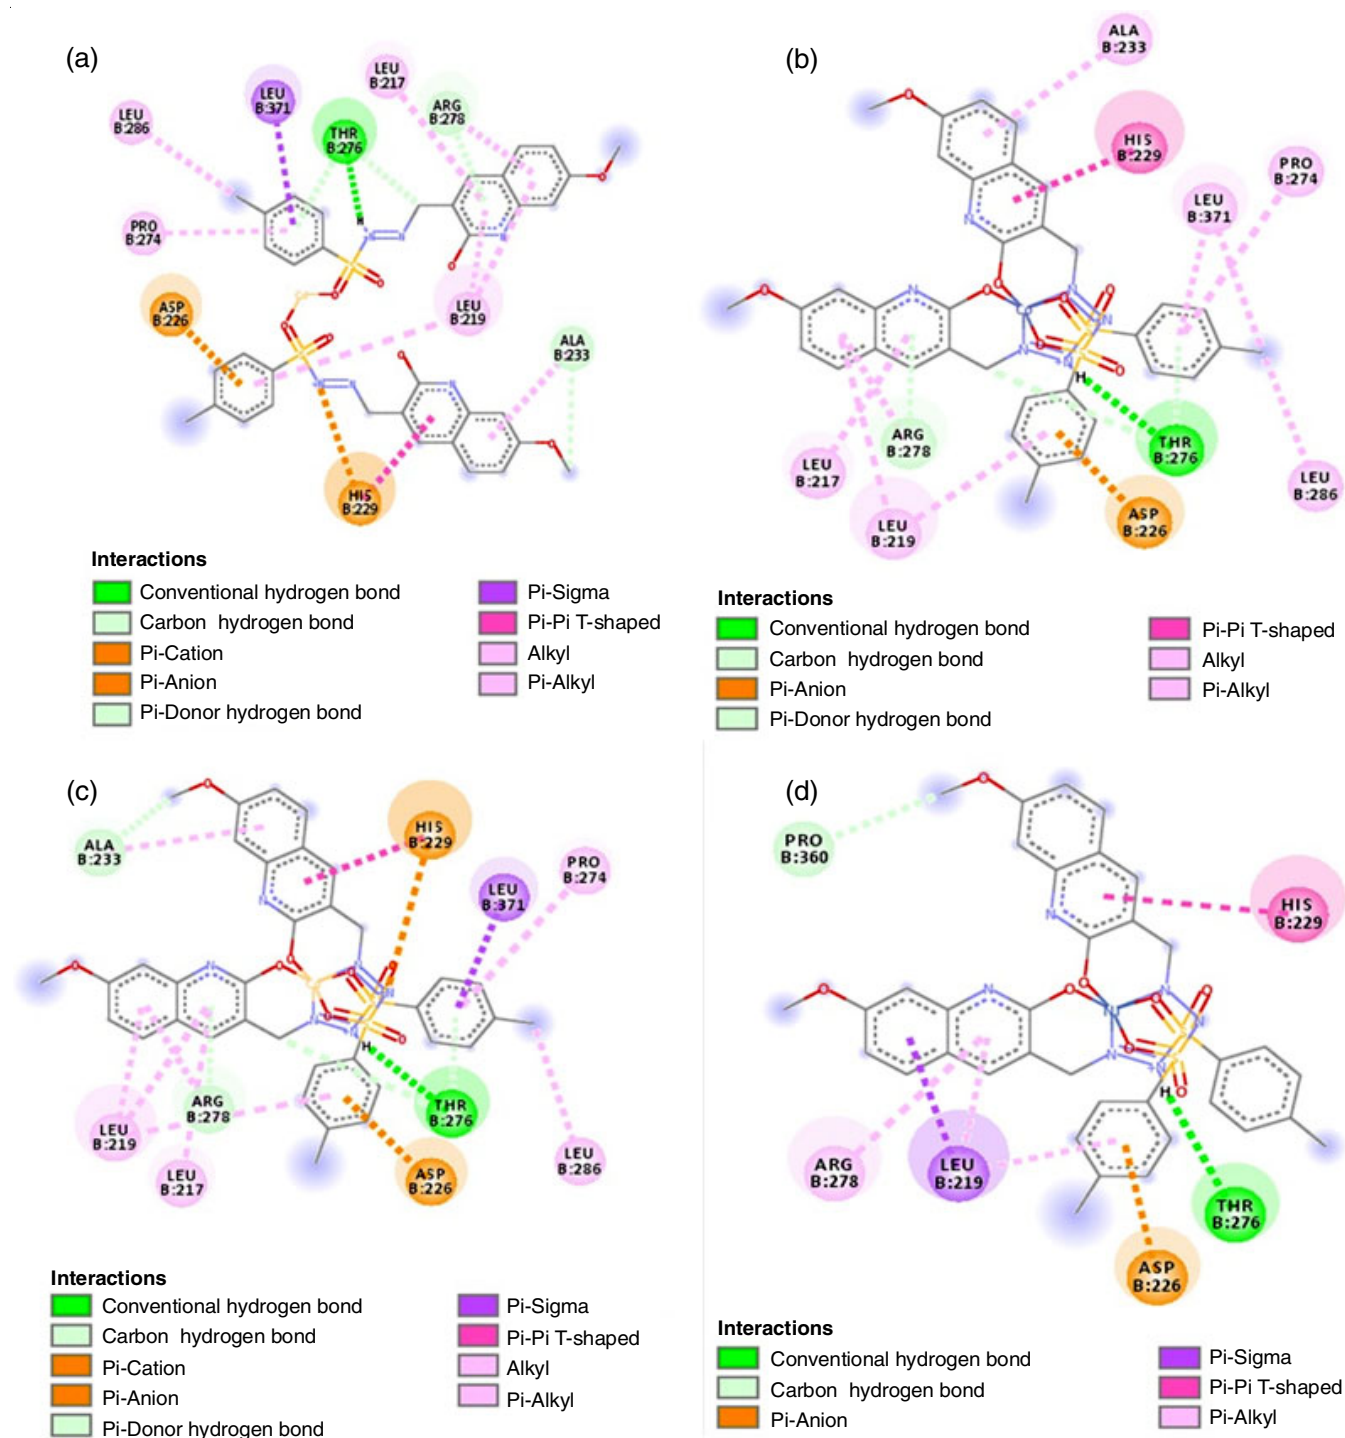 (a)
LEU
B:217
LEU
B:371
ARG
B:278
LEU
B:286
THR
B:276
PRO
B:274
ASP
B:226
LEU
B:219
ALA
B:233
HIS
B:229
H
N
N
N
O
O
S
O
O
O
O
S
O
N
N
N
O
O
Interactions
Conventional hydrogen bond
Carbon hydrogen bond
Pi-Cation
Pi-Anion
Pi-Donor hydrogen bond
Pi-Sigma
Pi-Pi T-shaped
Alkyl
Pi-Alkyl
(b)
ALA
B:233
HIS
B:229
PRO
B:274
LEU
B:371
ARG
B:278
THR
B:276
LEU
B:217
LEU
B:286
LEU
B:219
ASP
B:226
O
N
O
O
N
O
N
N
H
Interactions
Conventional hydrogen bond
Carbon hydrogen bond
Pi-Anion
Pi-Donor hydrogen bond
Pi-Pi T-shaped
Alkyl
Pi-Alkyl
(c)
HIS
B:229
ALA
B:233
PRO
B:274
LEU
B:371
ARG
B:278
THR
B:276
LEU
B:219
LEU
B:217
ASP
B:226
LEU
B:286
O
N
O
O
N
O
N
N
H
Interactions
Conventional hydrogen bond
Carbon hydrogen bond
Pi-Cation
Pi-Anion
Pi-Donor hydrogen bond
Pi-Sigma
Pi-Pi T-shaped
Alkyl
Pi-Alkyl
(d)
PRO
B:360
HIS
B:229
ARG
B:278
LEU
B:219
THR
B:276
ASP
B:226
O
N
O
O
N
O
N
N
H
O
Interactions
Conventional hydrogen bond
Carbon hydrogen bond
Pi-Anion
Pi-Sigma
Pi-Pi T-shaped
Pi-Alkyl